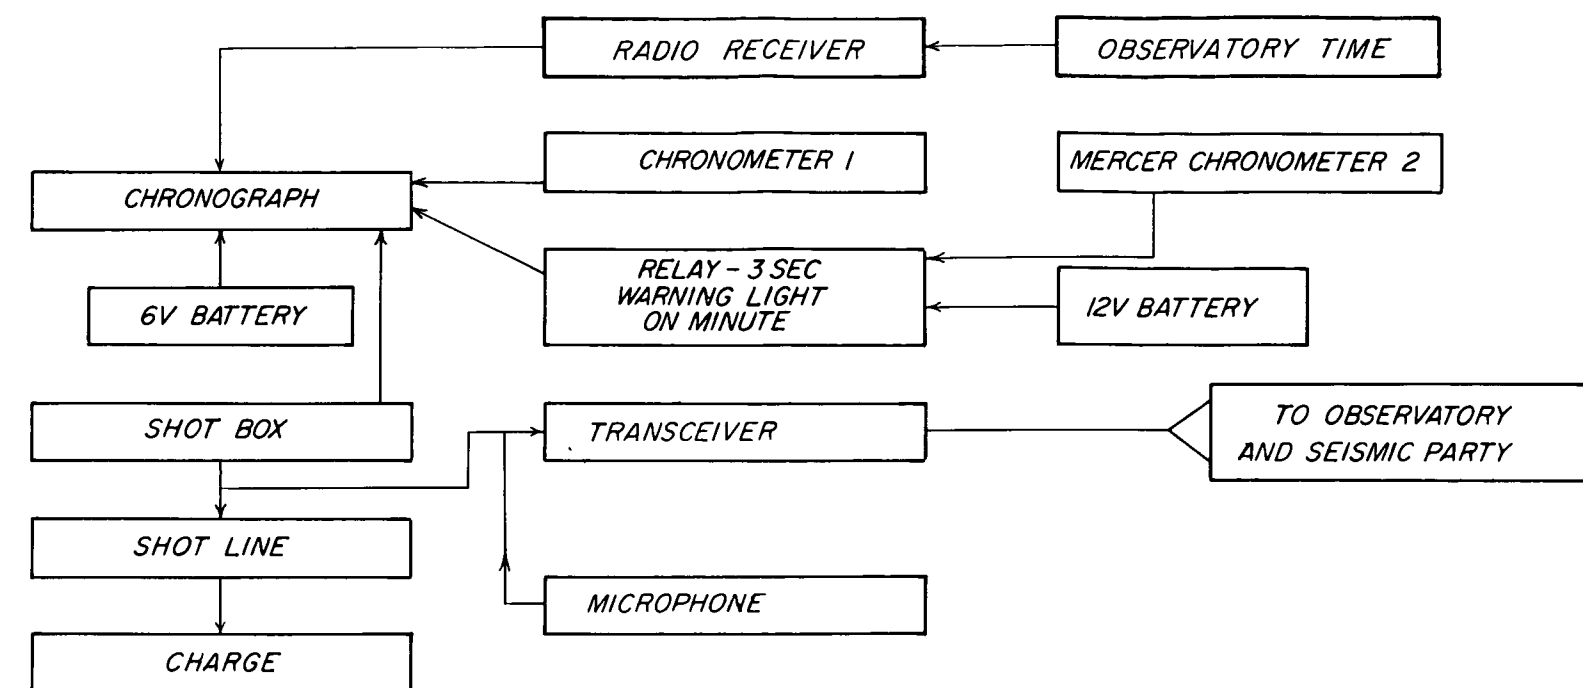 RADIO RECEIVER
OBSERVATORY TIME
CHRONOMETER 1
MERCER CHRONOMETER 2
CHRONOGRAPH
RELAY - 3 SEC
WARNING LIGHT
ON MINUTE
6V BATTERY
12V BATTERY
SHOT BOX
TRANSCEIVER
TO OBSERVATORY
AND SEISMIC PARTY
SHOT LINE
MICROPHONE
CHARGE